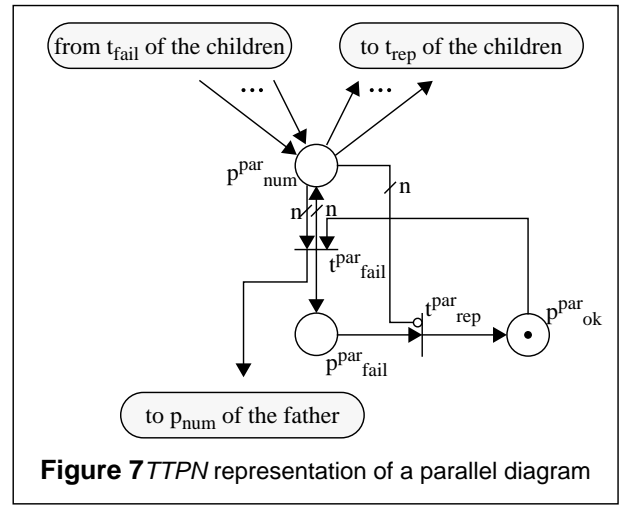 from t_fail of the children
to t_rep of the children
... ...
p^par_num
n
n n
t^par_fail
t^par_rep
p^par_ok
p^par_fail
to p_num of the father
Figure 7 TTPN representation of a parallel diagram